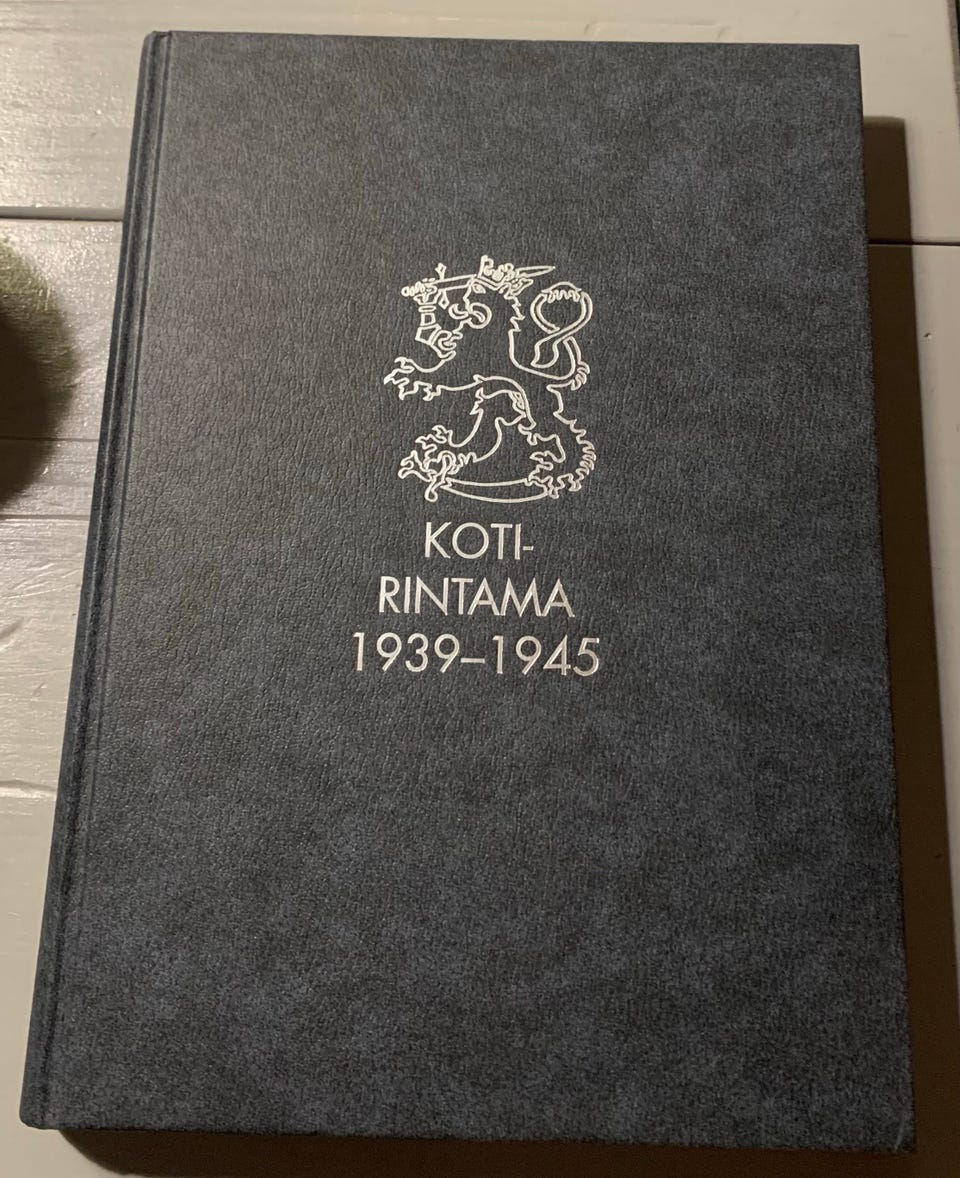 KOTI-
RINTAMA
1939–1945